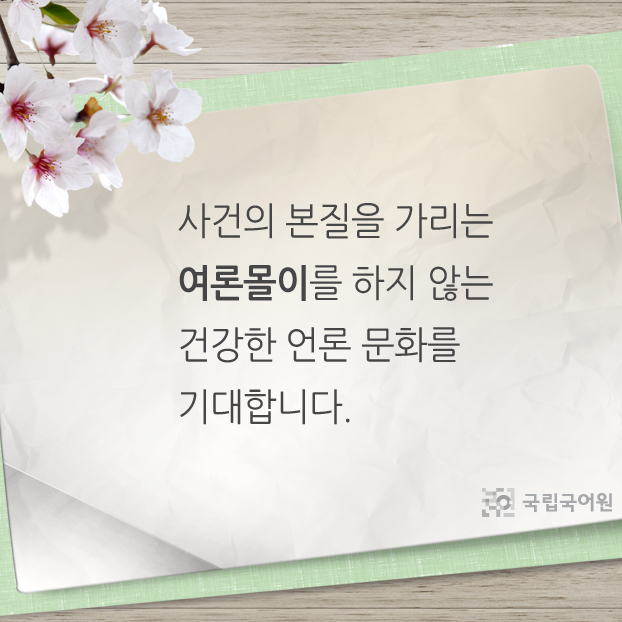 사건의 본질을 가리는
여론몰이를 하지 않는
건강한 언론 문화를
기대합니다.
국립국어원